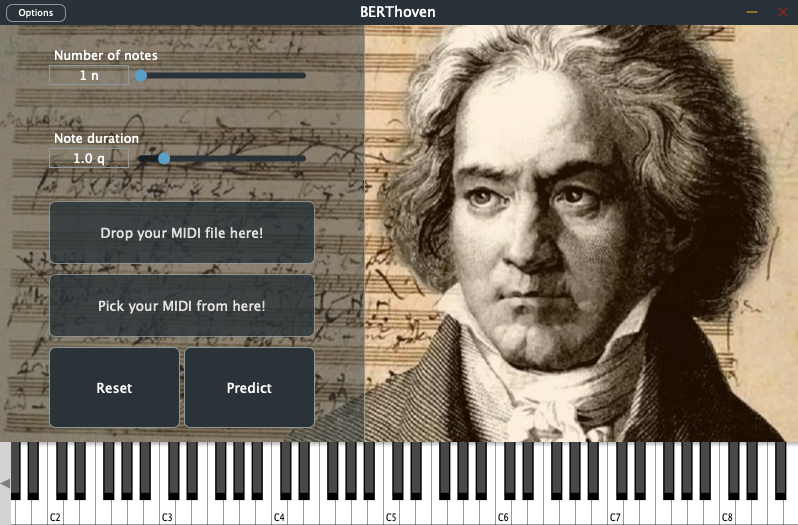 Options
BERThoven
Number of notes
1 n
Note duration
1.0 q
Drop your MIDI file here!
Pick your MIDI from here!
Reset
Predict
C2
C3
C4
C5
C6
C7
C8